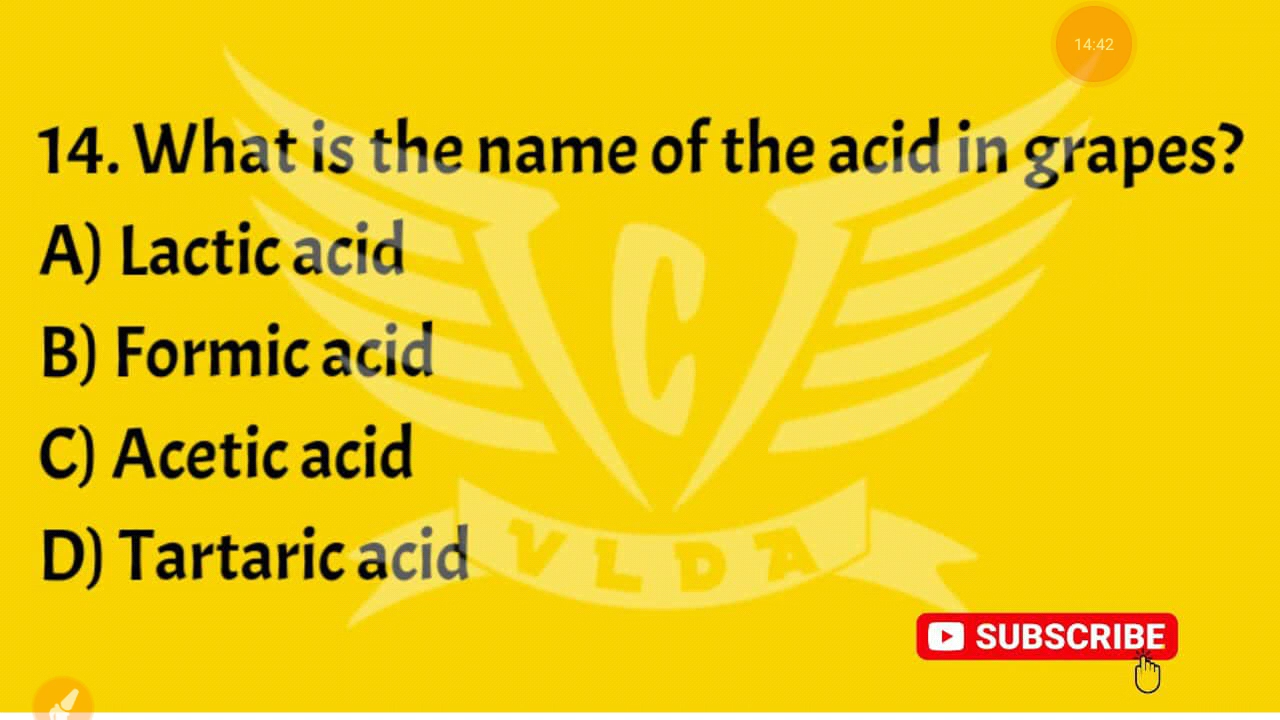 14:42
14. What is the name of the acid in grapes?
A) Lactic acid
B) Formic acid
C) Acetic acid
D) Tartaric acid
C
VLDA
SUBSCRIBE